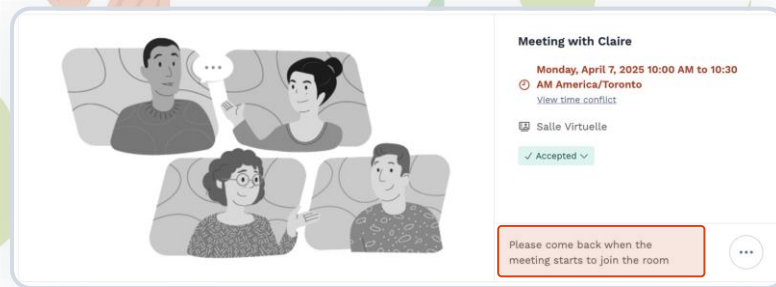 Meeting with Claire
Monday, April 7, 2025 10:00 AM to 10:30
AM America/Toronto
View time conflict
Salle Virtuelle
✓ Accepted
Please come back when the
meeting starts to join the room